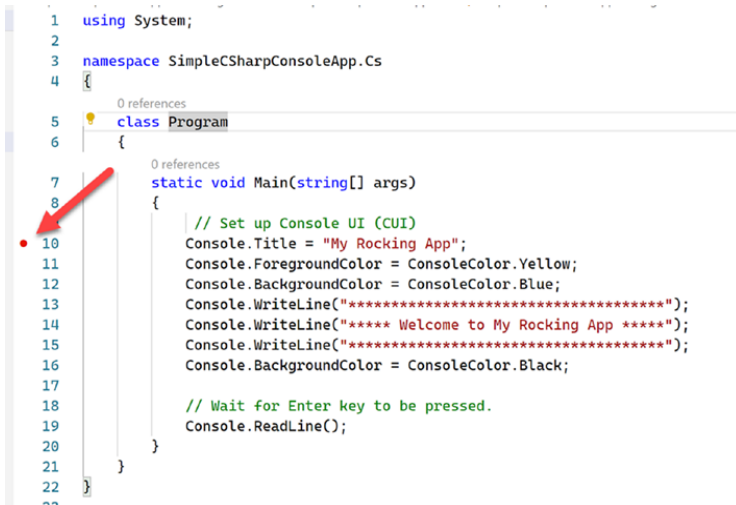 1 using System;
2
3 namespace SimpleCSharpConsoleApp.Cs
4 {
0 references
5 class Program
6 {
0 references
7 static void Main(string[] args)
8 {
// Set up Console UI (CUI)
10 Console.Title = "My Rocking App";
11 Console.ForegroundColor = ConsoleColor.Yellow;
12 Console.BackgroundColor = ConsoleColor.Blue;
13 Console.WriteLine("*************************************");
14 Console.WriteLine("***** Welcome to My Rocking App *****");
15 Console.WriteLine("*************************************");
16 Console.BackgroundColor = ConsoleColor.Black;
17
18 // Wait for Enter key to be pressed.
19 Console.ReadLine();
20 }
21 }
22 }